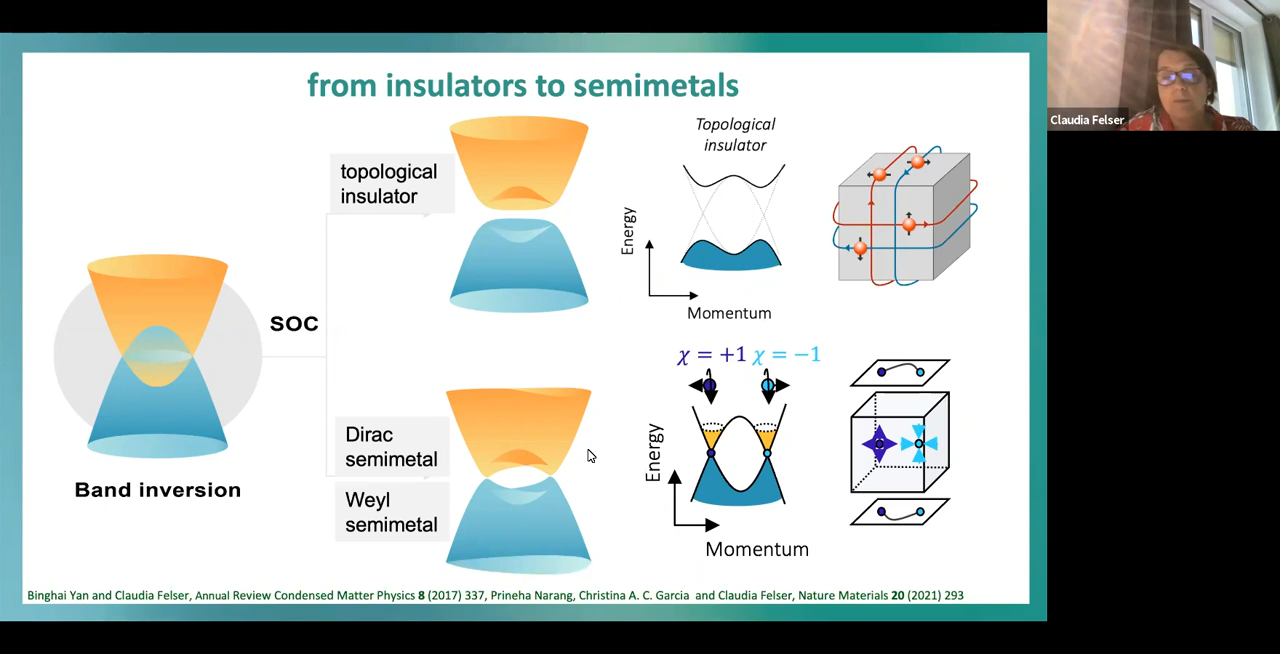 from insulators to semimetals
Claudia Felser
topological
insulator
SOC
Band inversion
Dirac
semimetal
Weyl
semimetal
Topological
insulator
Energy
Momentum
χ = +1 χ = −1
Energy
Momentum
Binghai Yan and Claudia Felser, Annual Review Condensed Matter Physics 8 (2017) 337, Prineha Narang, Christina A. C. Garcia and Claudia Felser, Nature Materials 20 (2021) 293